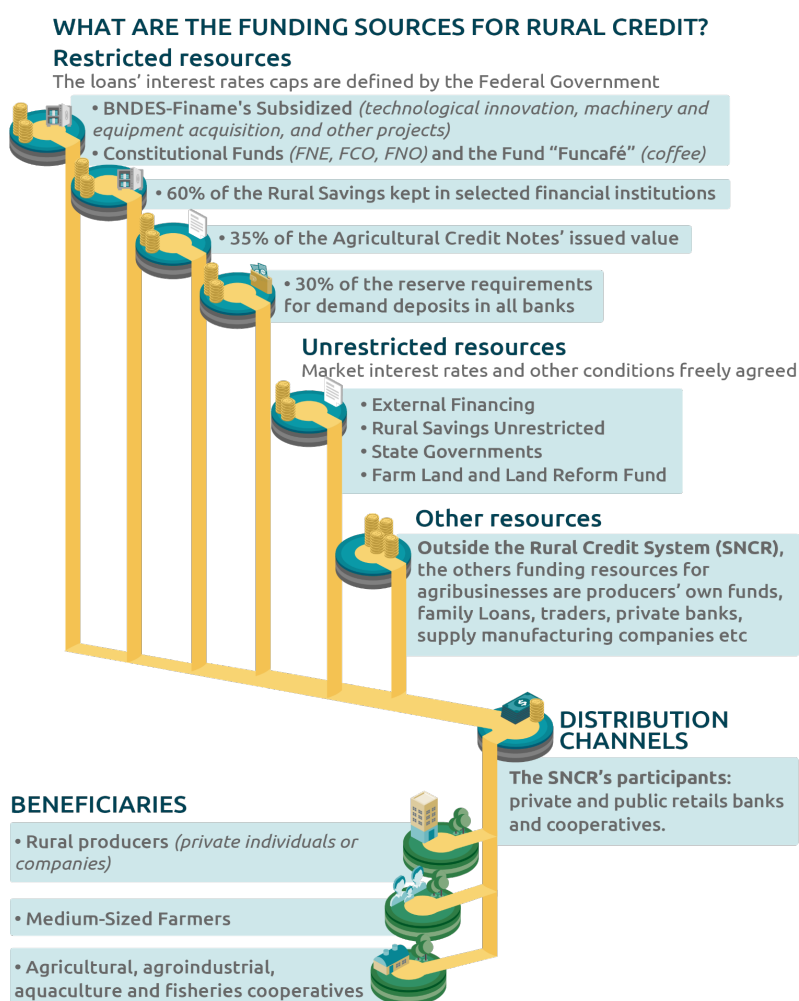 WHAT ARE THE FUNDING SOURCES FOR RURAL CREDIT?
Restricted resources
The loans' interest rates caps are defined by the Federal Government
• BNDES-Finame's Subsidized (technological innovation, machinery and
equipment acquisition, and other projects)
• Constitutional Funds (FNE, FCO, FNO) and the Fund “Funcafé” (coffee)
• 60% of the Rural Savings kept in selected financial institutions
• 35% of the Agricultural Credit Notes’ issued value
• 30% of the reserve requirements
for demand deposits in all banks
Unrestricted resources
Market interest rates and other conditions freely agreed
• External Financing
• Rural Savings Unrestricted
• State Governments
• Farm Land and Land Reform Fund
Other resources
Outside the Rural Credit System (SNCR),
the others funding resources for
agribusinesses are producers’ own funds,
family Loans, traders, private banks,
supply manufacturing companies etc
$
DISTRIBUTION
CHANNELS
The SNCR’s participants:
private and public retails banks
and cooperatives.
BENEFICIARIES
• Rural producers (private individuals or
companies)
• Medium-Sized Farmers
• Agricultural, agroindustrial,
aquaculture and fisheries cooperatives